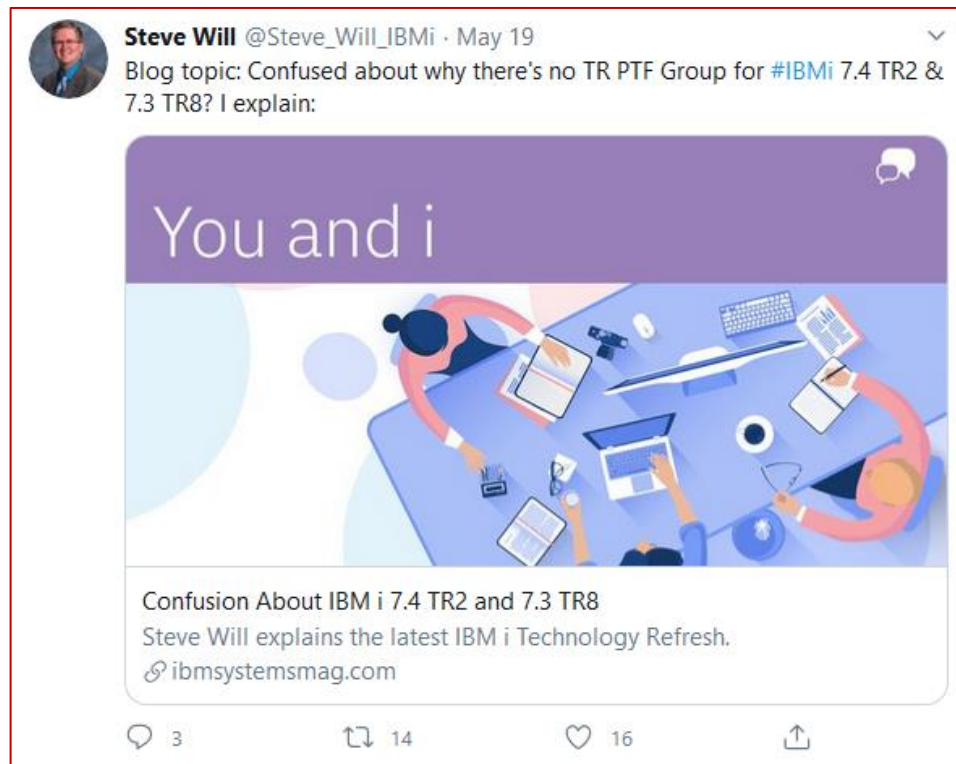 Steve Will @Steve_Will_IBMi · May 19
Blog topic: Confused about why there's no TR PTF Group for #IBMi 7.4 TR2 &
7.3 TR8? I explain:
You and i
Confusion About IBM i 7.4 TR2 and 7.3 TR8
Steve Will explains the latest IBM i Technology Refresh.
ibmsystemsmag.com
3 14 16